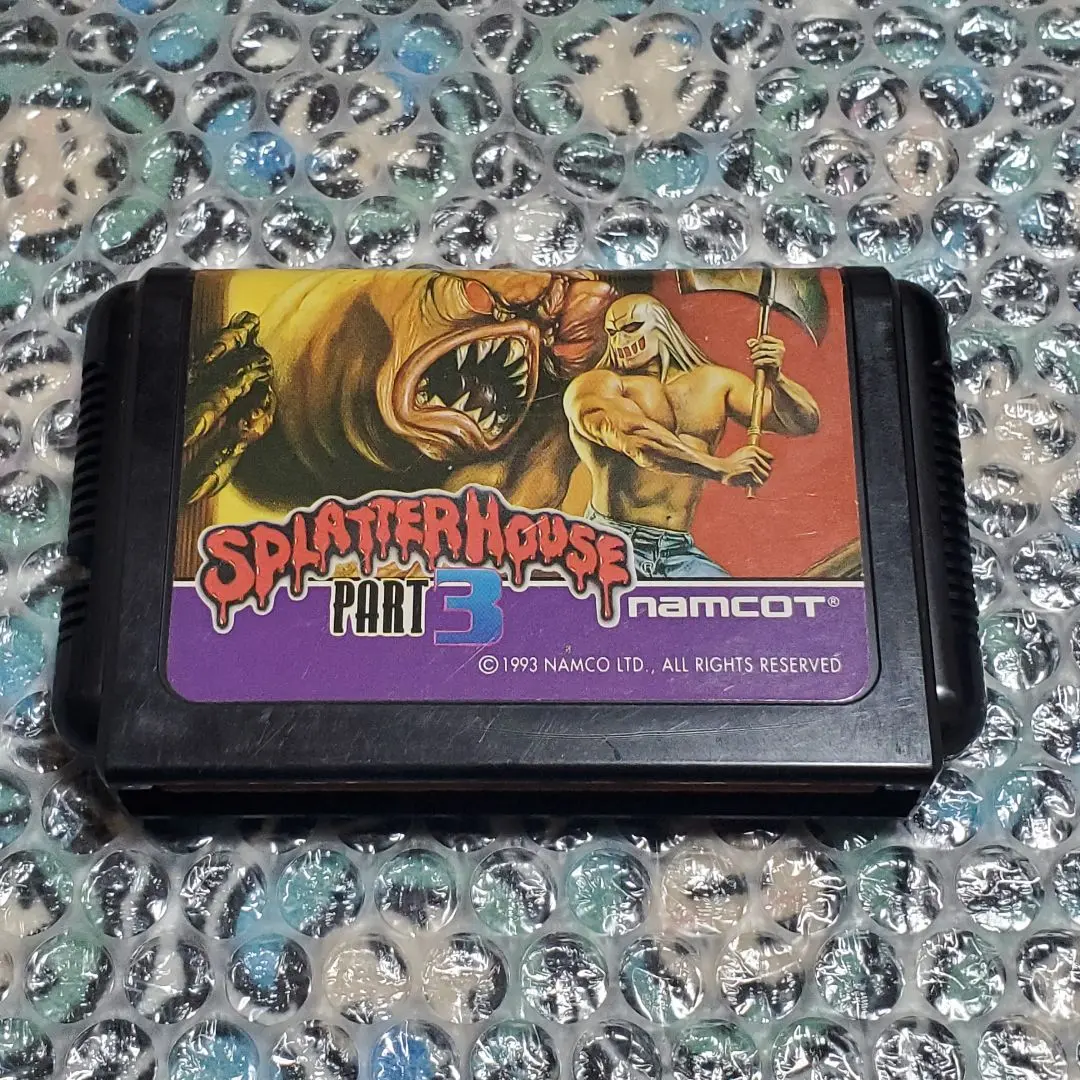 SPLATTERHOUSE
PART 3
namcot®
© 1993 NAMCO LTD., ALL RIGHTS RESERVED